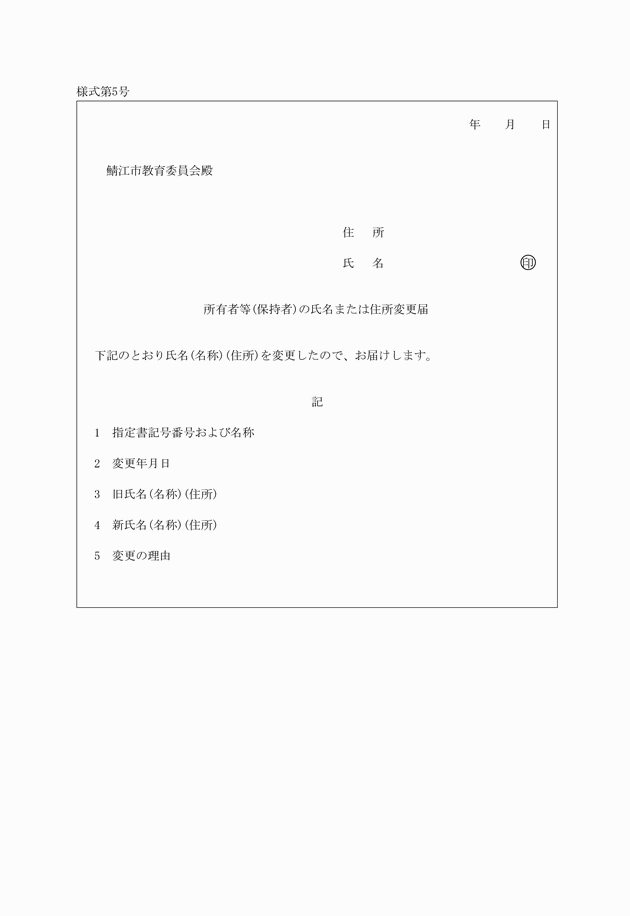 様式第5号
年　　月　　日
鯖江市教育委員会殿
住　所
氏　名　　　　　　　　　　　　㊞
所有者等(保持者)の氏名または住所変更届
下記のとおり氏名(名称)(住所)を変更したので、お届けします。
記
1　指定書記号番号および名称
2　変更年月日
3　旧氏名(名称)(住所)
4　新氏名(名称)(住所)
5　変更の理由